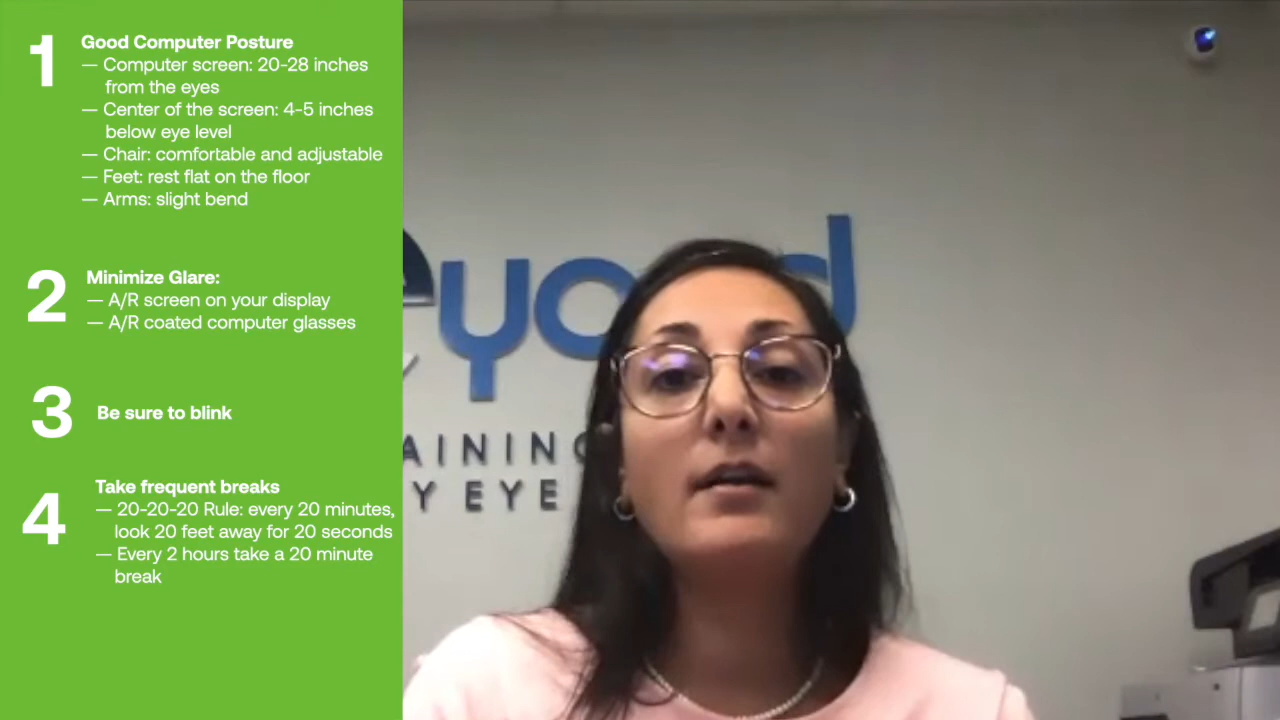 1
Good Computer Posture
— Computer screen: 20-28 inches
from the eyes
— Center of the screen: 4-5 inches
below eye level
— Chair: comfortable and adjustable
— Feet: rest flat on the floor
— Arms: slight bend
2
Minimize Glare:
— A/R screen on your display
— A/R coated computer glasses
3
Be sure to blink
4
Take frequent breaks
— 20-20-20 Rule: every 20 minutes,
look 20 feet away for 20 seconds
— Every 2 hours take a 20 minute
break
Y EYE